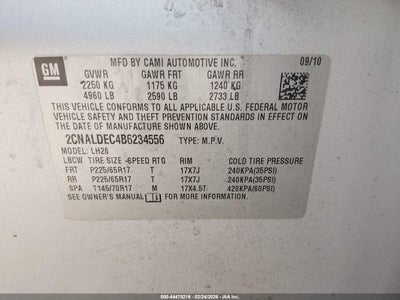 GM
MFD BY CAMI AUTOMOTIVE INC. 09/10
GVWR GAWR FRT GAWR RR
2250 KG 1175 KG 1240 KG
4960 LB 2590 LB 2733 LB
THIS VEHICLE CONFORMS TO ALL APPLICABLE U.S. FEDERAL MOTOR
VEHICLE SAFETY AND THEFT PREVENTION STANDARDS IN EFFECT
ON THE DATE OF MANUFACTURE SHOWN ABOVE.
2CNALDEC4B6234556 TYPE: M.P.V.
MODEL: LH26
LBCW TIRE SIZE -SPEED RTG RIM COLD TIRE PRESSURE
FRT P225/65R17 T 17X7J 240KPA(35PSI)
RR P225/65R17 T 17X7J 240KPA(35PSI)
SPA T145/70R17 M 17X4.5T 420KPA(60PSI)
SEE OWNER'S MANUAL FOR MORE INFORMATION.
000-44470216 - 02/24/2026 - IAAI.COM